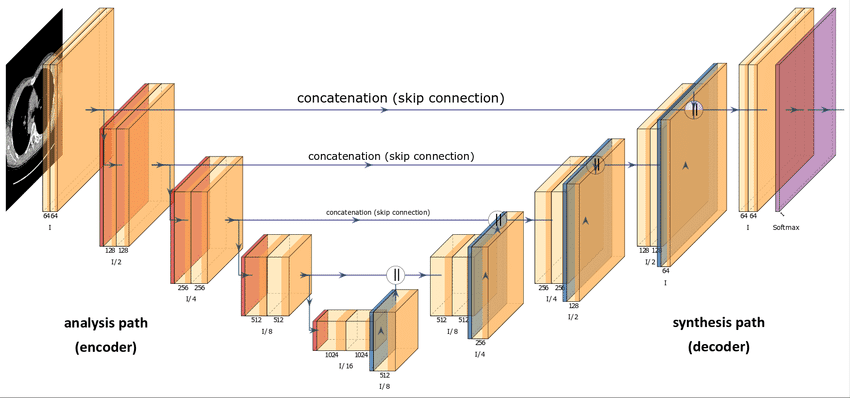 concatenation (skip connection)
concatenation (skip connection)
concatenation (skip connection)
||
||
||
||
64 64
I
128 128
I/2
256 256
I/4
512 512
I/8
1024 1024
I/16
512
I/8
512 512
I/8
256
I/4
256 256
I/4
128
I/2
128 128
I/2
64
I
64 64
I
1
Softmax
analysis path
(encoder)
synthesis path
(decoder)